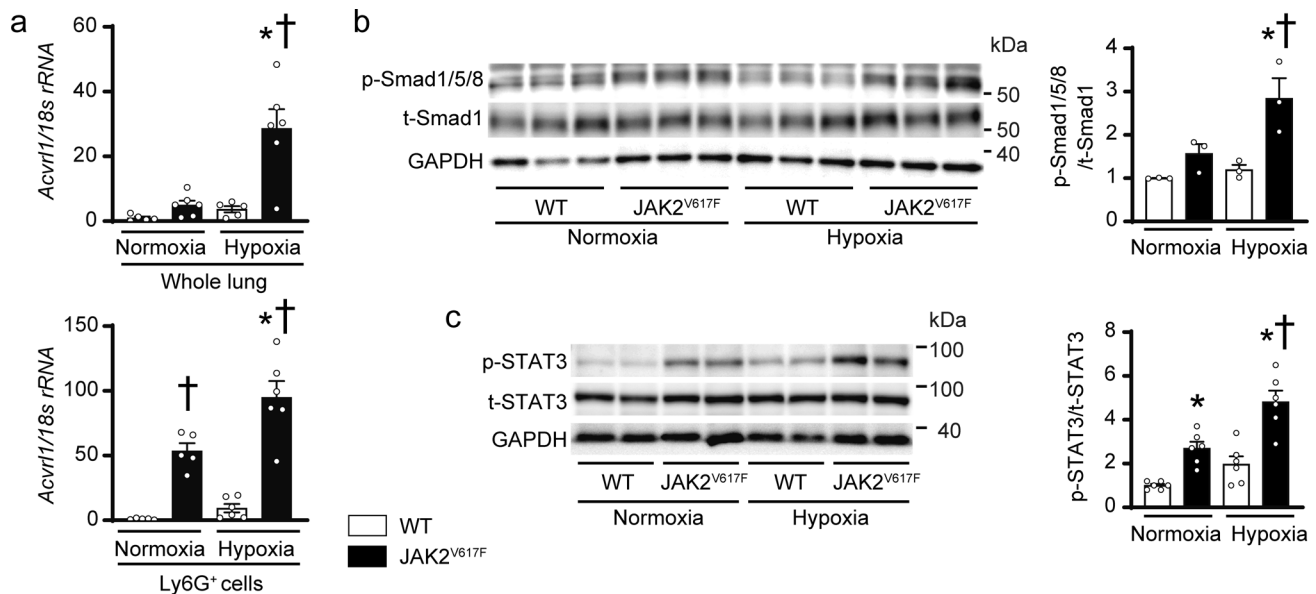 a
Acvrl1/18s rRNA
60
40
20
0
*†
Normoxia Hypoxia
Whole lung
Acvrl1/18s rRNA
150
100
50
0
†
*†
Normoxia Hypoxia
Ly6G⁺ cells
b
kDa
p-Smad1/5/8
50
t-Smad1
50
GAPDH
40
WT JAK2ⱽ⁶¹⁷F WT JAK2ⱽ⁶¹⁷F
Normoxia Hypoxia
p-Smad1/5/8
/t-Smad1
4
3
2
1
0
*†
Normoxia Hypoxia
c
kDa
p-STAT3
100
t-STAT3
100
GAPDH
40
WT JAK2ⱽ⁶¹⁷F WT JAK2ⱽ⁶¹⁷F
Normoxia Hypoxia
p-STAT3/t-STAT3
8
6
4
2
0
*
*†
Normoxia Hypoxia
WT
JAK2ⱽ⁶¹⁷F